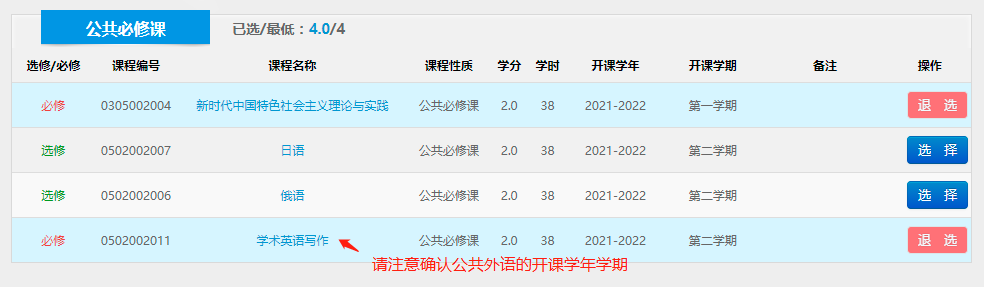 公共必修课 已选/最低：4.0/4
选修/必修 课程编号 课程名称 课程性质 学分 学时 开课学年 开课学期 备注 操作
必修 0305002004 新时代中国特色社会主义理论与实践 公共必修课 2.0 38 2021-2022 第一学期 退 选
选修 0502002007 日语 公共必修课 2.0 38 2021-2022 第二学期 选 择
选修 0502002006 俄语 公共必修课 2.0 38 2021-2022 第二学期 选 择
必修 0502002011 学术英语写作 公共必修课 2.0 38 2021-2022 第二学期 退 选
请注意确认公共外语的开课学年学期